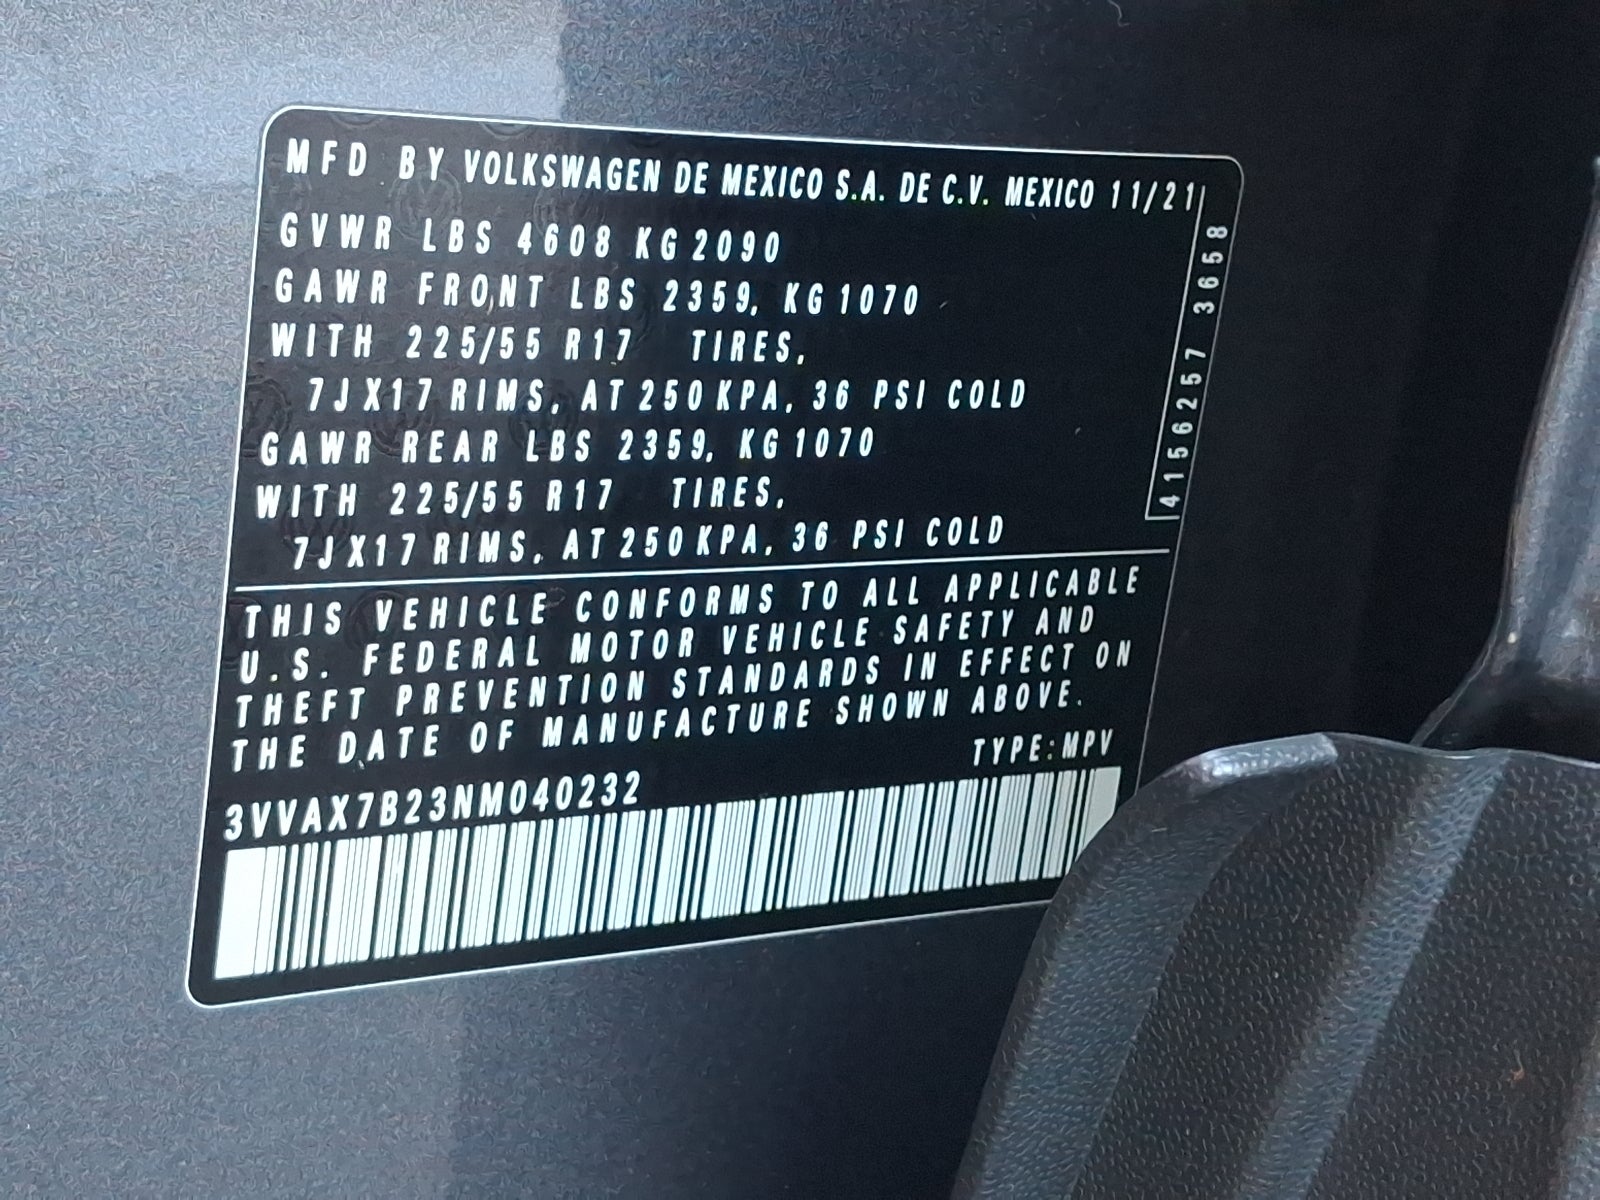 MFD BY VOLKSWAGEN DE MEXICO S.A. DE C.V. MEXICO 11/21
GVWR LBS 4608 KG 2090
GAWR FRONT LBS 2359, KG 1070
WITH 225/55 R17 TIRES,
7JX17 RIMS, AT 250 KPA, 36 PSI COLD
GAWR REAR LBS 2359, KG 1070
WITH 225/55 R17 TIRES,
7JX17 RIMS, AT 250 KPA, 36 PSI COLD
4156257 3658
THIS VEHICLE CONFORMS TO ALL APPLICABLE
U.S. FEDERAL MOTOR VEHICLE SAFETY AND
THEFT PREVENTION STANDARDS IN EFFECT ON
THE DATE OF MANUFACTURE SHOWN ABOVE.
TYPE:MPV
3VVAX7B23NM040232